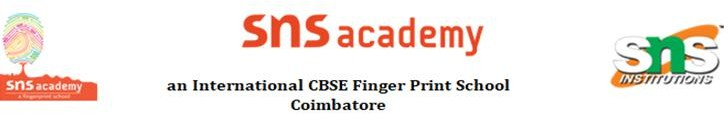 sns academy
a fingerprint school
sns academy
an International CBSE Finger Print School
Coimbatore
sns
INSTITUTIONS